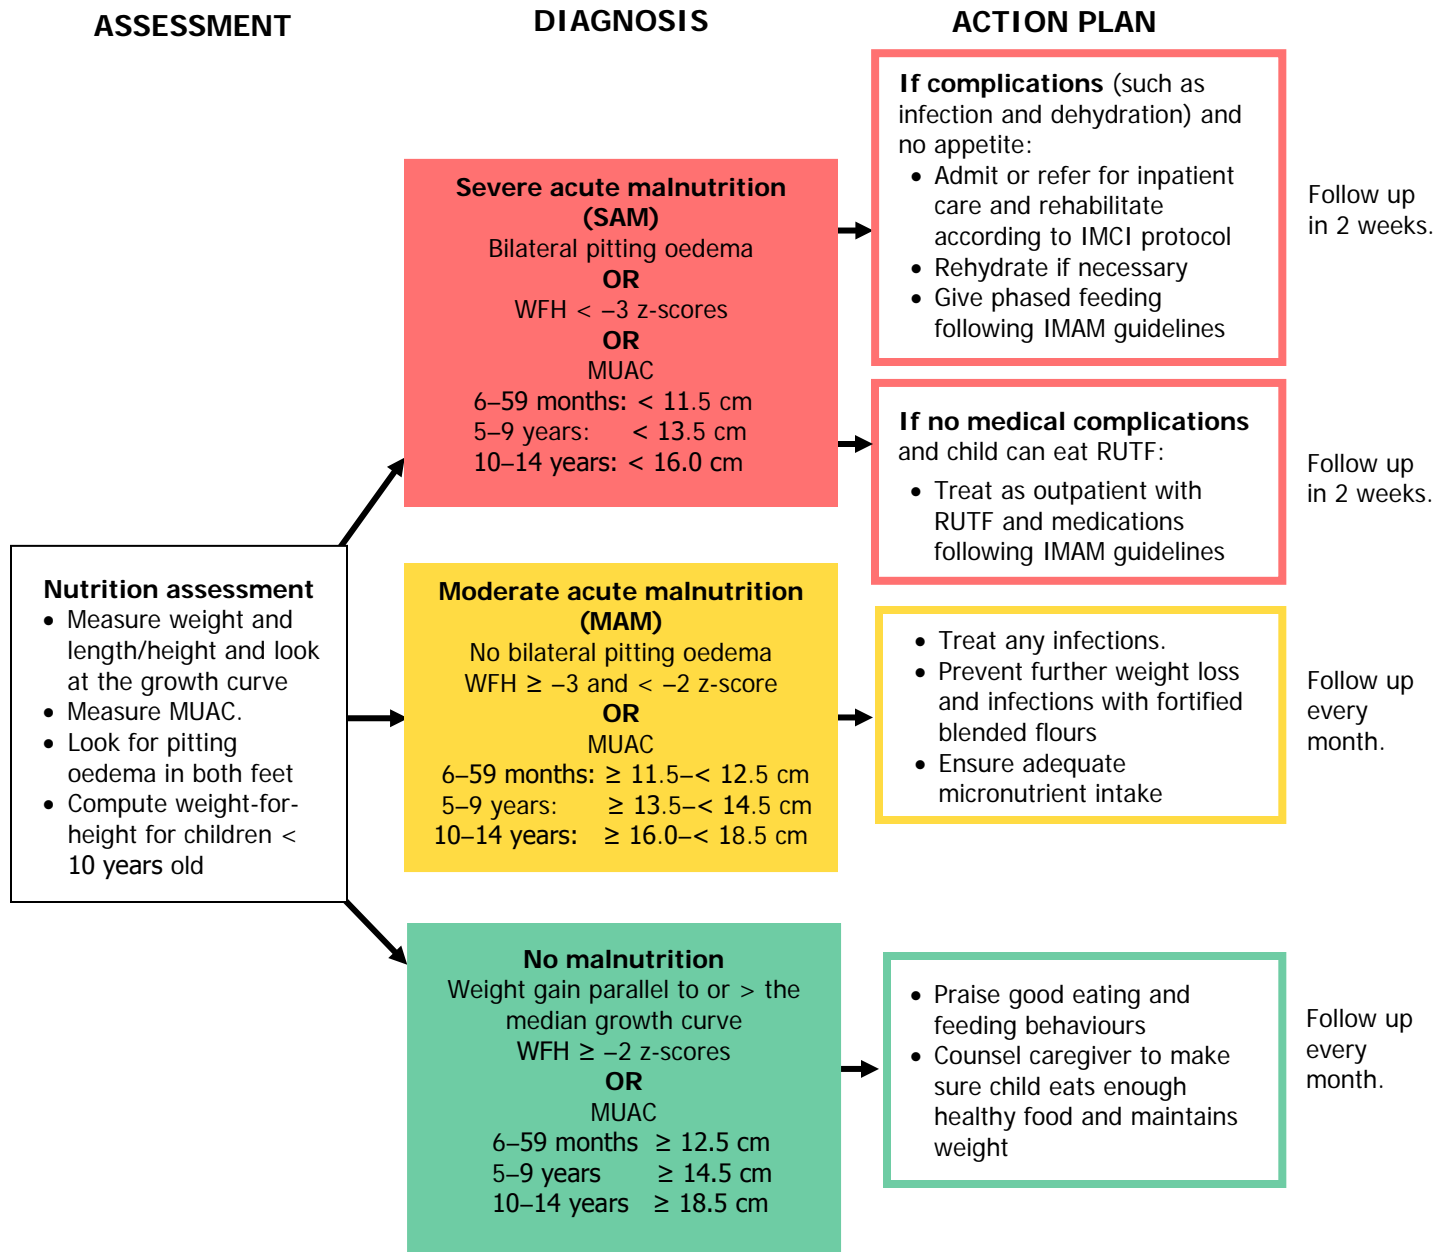 ASSESSMENT
DIAGNOSIS
ACTION PLAN
Nutrition assessment
• Measure weight and
length/height and look
at the growth curve
• Measure MUAC.
• Look for pitting
oedema in both feet
• Compute weight-for-
height for children <
10 years old
Severe acute malnutrition
(SAM)
Bilateral pitting oedema
OR
WFH < –3 z-scores
OR
MUAC
6–59 months: < 11.5 cm
5–9 years: < 13.5 cm
10–14 years: < 16.0 cm
If complications (such as
infection and dehydration) and
no appetite:
• Admit or refer for inpatient
care and rehabilitate
according to IMCI protocol
• Rehydrate if necessary
• Give phased feeding
following IMAM guidelines
Follow up
in 2 weeks.
If no medical complications
and child can eat RUTF:
• Treat as outpatient with
RUTF and medications
following IMAM guidelines
Follow up
in 2 weeks.
Moderate acute malnutrition
(MAM)
No bilateral pitting oedema
WFH ≥ –3 and < –2 z-score
OR
MUAC
6–59 months: ≥ 11.5–< 12.5 cm
5–9 years: ≥ 13.5–< 14.5 cm
10–14 years: ≥ 16.0–< 18.5 cm
• Treat any infections.
• Prevent further weight loss
and infections with fortified
blended flours
• Ensure adequate
micronutrient intake
Follow up
every
month.
No malnutrition
Weight gain parallel to or > the
median growth curve
WFH ≥ –2 z-scores
OR
MUAC
6–59 months ≥ 12.5 cm
5–9 years ≥ 14.5 cm
10–14 years ≥ 18.5 cm
• Praise good eating and
feeding behaviours
• Counsel caregiver to make
sure child eats enough
healthy food and maintains
weight
Follow up
every
month.